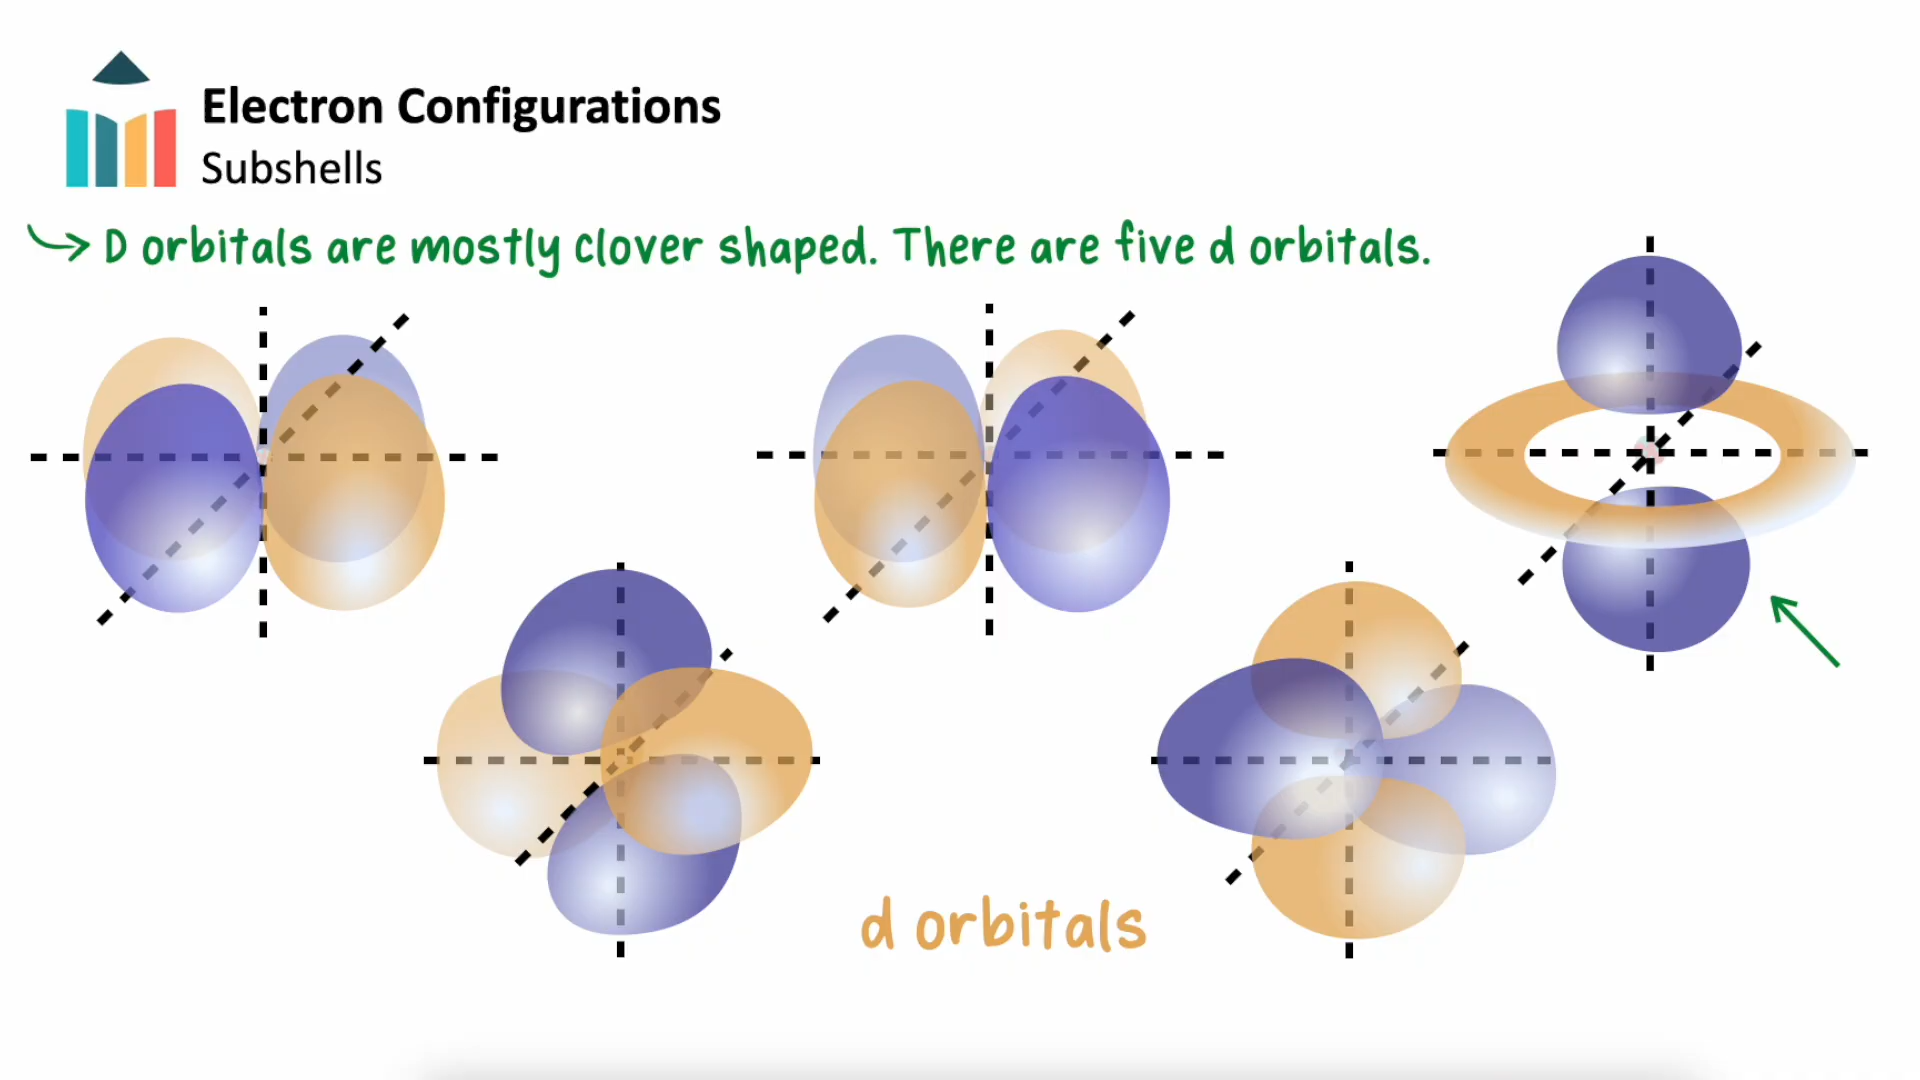 Electron Configurations
Subshells
D orbitals are mostly clover shaped. There are five d orbitals.
d orbitals